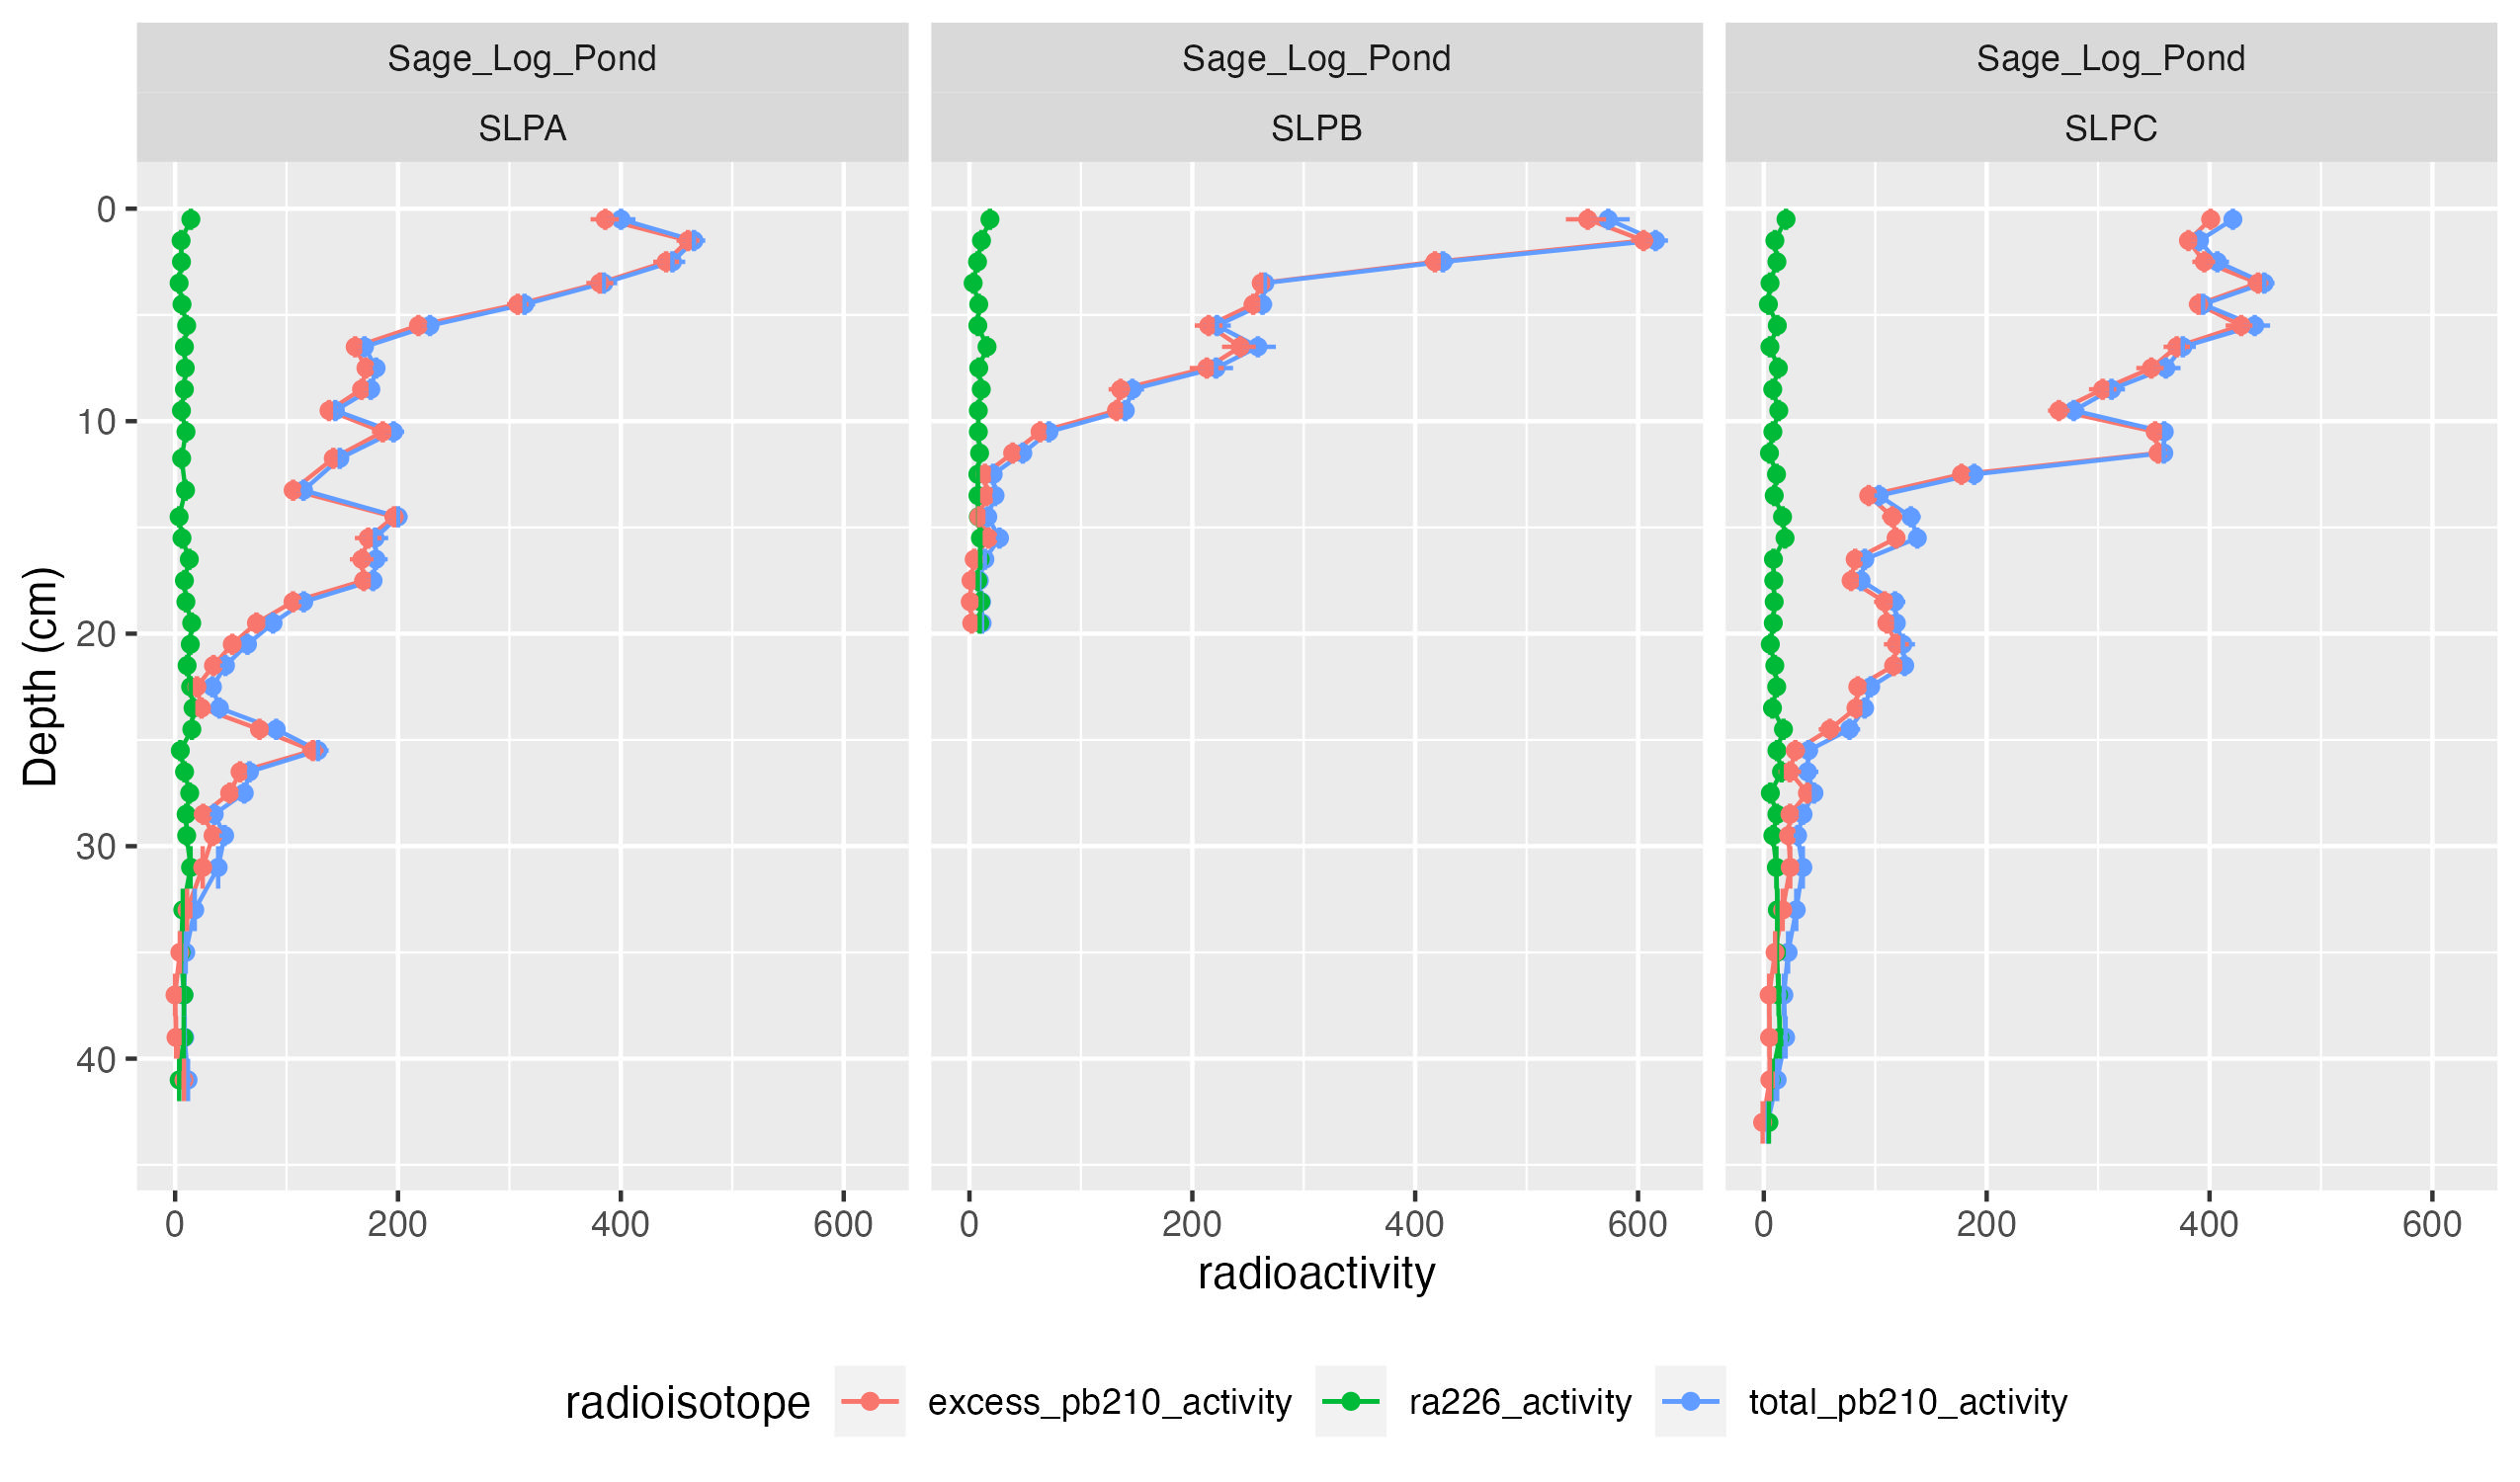 Sage_Log_Pond Sage_Log_Pond Sage_Log_Pond
SLPA SLPB SLPC
0
10
20
30
40
Depth (cm)
0 200 400 600 0 200 400 600 0 200 400 600
radioactivity
radioisotope excess_pb210_activity ra226_activity total_pb210_activity